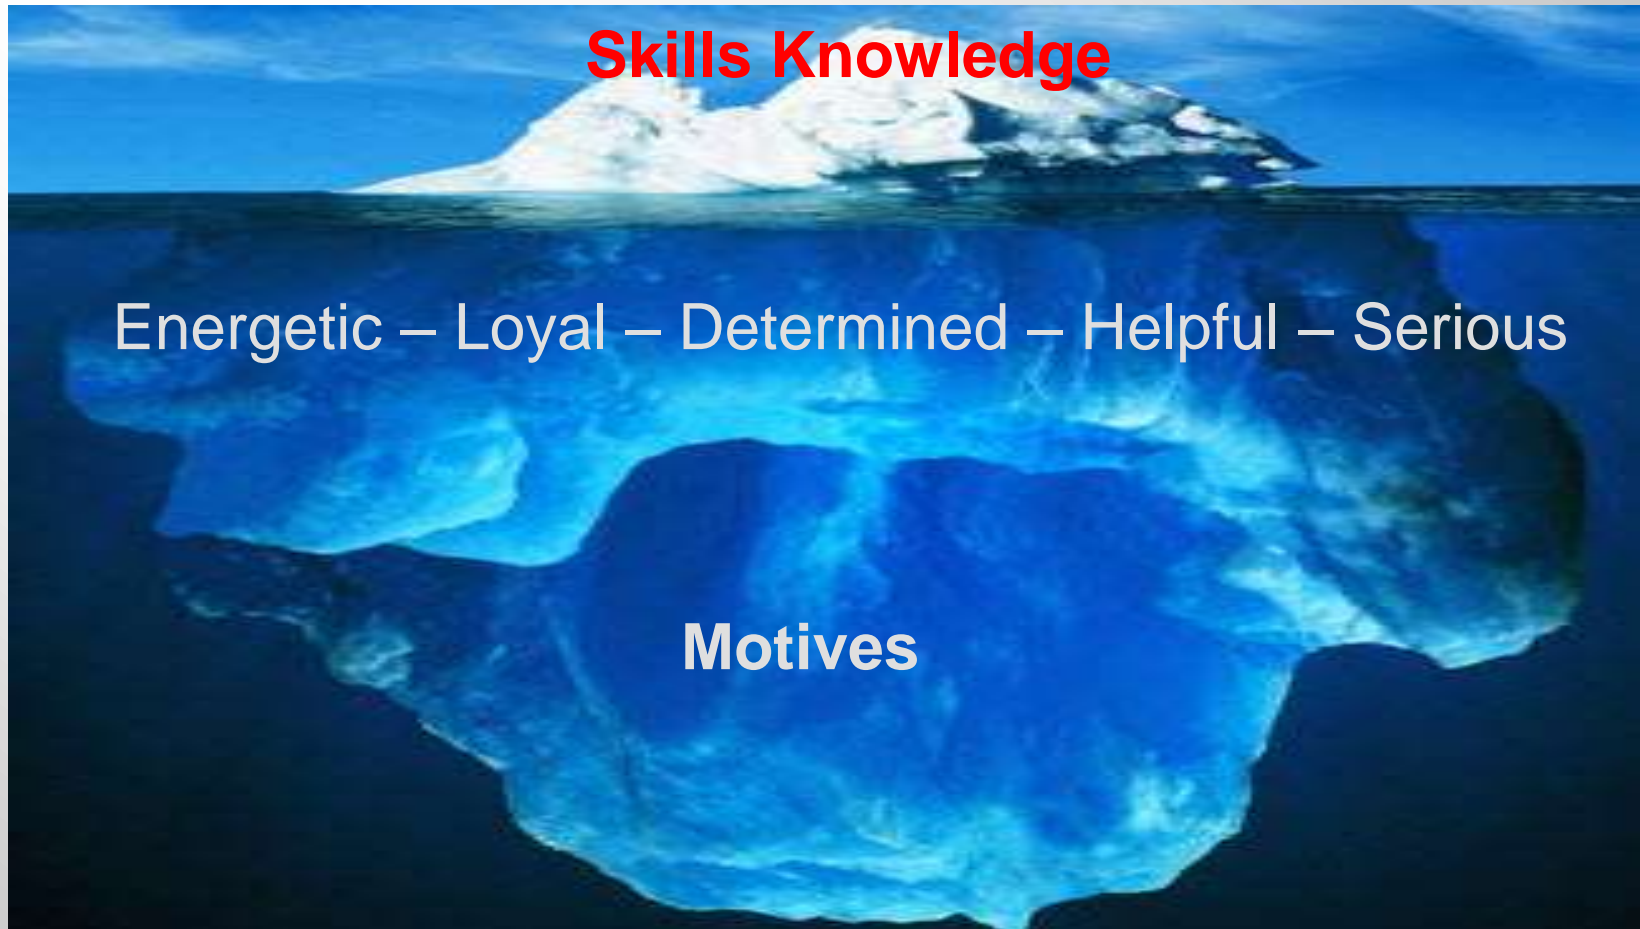 Skills Knowledge
Energetic – Loyal – Determined – Helpful – Serious
Motives